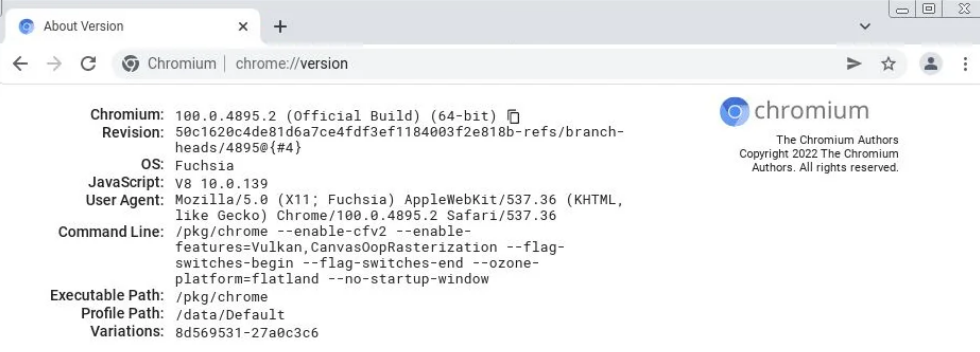 About Version
Chromium | chrome://version
Chromium: 100.0.4895.2 (Official Build) (64-bit)
Revision: 50c1620c4de81d6a7ce4fdf3ef1184003f2e818b-refs/branch-
heads/4895@{#4}
OS: Fuchsia
JavaScript: V8 10.0.139
User Agent: Mozilla/5.0 (X11; Fuchsia) AppleWebKit/537.36 (KHTML,
like Gecko) Chrome/100.0.4895.2 Safari/537.36
Command Line: /pkg/chrome --enable-cfv2 --enable-
features=Vulkan,CanvasOopRasterization --flag-
switches-begin --flag-switches-end --ozone-
platform=flatland --no-startup-window
Executable Path: /pkg/chrome
Profile Path: /data/Default
Variations: 8d569531-27a0c3c6
chromium
The Chromium Authors
Copyright 2022 The Chromium
Authors. All rights reserved.